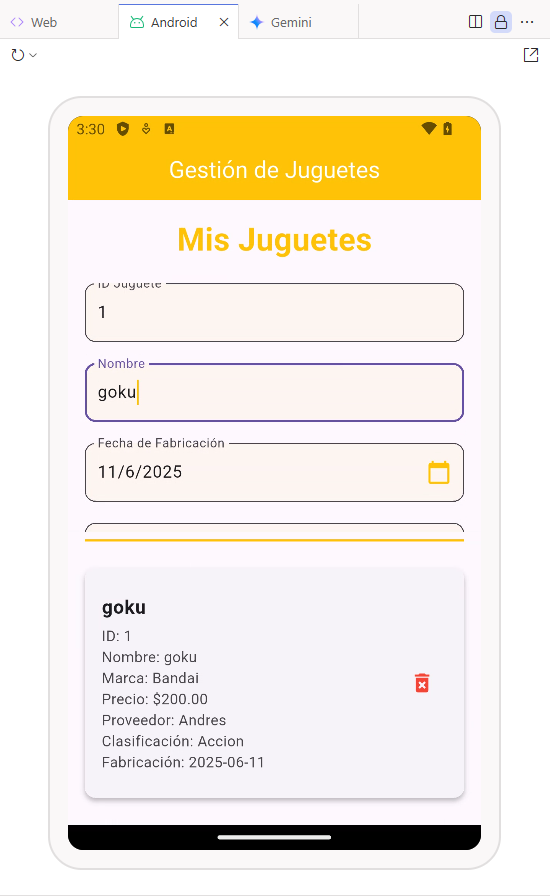 Web
Android
Gemini
3:30
Gestión de Juguetes
Mis Juguetes
ID Juguete
1
Nombre
goku
Fecha de Fabricación
11/6/2025
goku
ID: 1
Nombre: goku
Marca: Bandai
Precio: $200.00
Proveedor: Andres
Clasificación: Accion
Fabricación: 2025-06-11